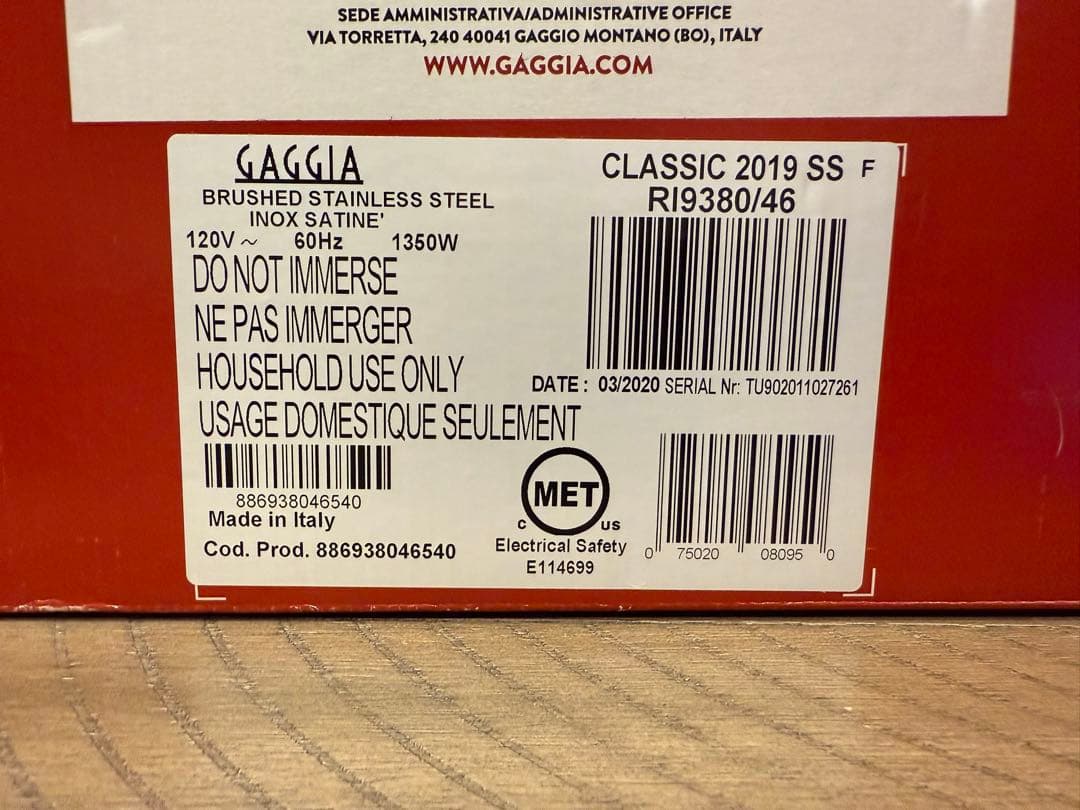 SEDE AMMINISTRATIVA/ADMINISTRATIVE OFFICE
VIA TORRETTA, 240 40041 GAGGIO MONTANO (BO), ITALY
WWW.GAGGIA.COM
GAGGIA
BRUSHED STAINLESS STEEL
INOX SATINE'
120V ~ 60Hz 1350W
DO NOT IMMERSE
NE PAS IMMERGER
HOUSEHOLD USE ONLY
USAGE DOMESTIQUE SEULEMENT
886938046540
Made in Italy
Cod. Prod. 886938046540
CLASSIC 2019 SS F
RI9380/46
DATE : 03/2020 SERIAL Nr: TU902011027261
MET
C US
Electrical Safety
E114699
0 75020 08095 0